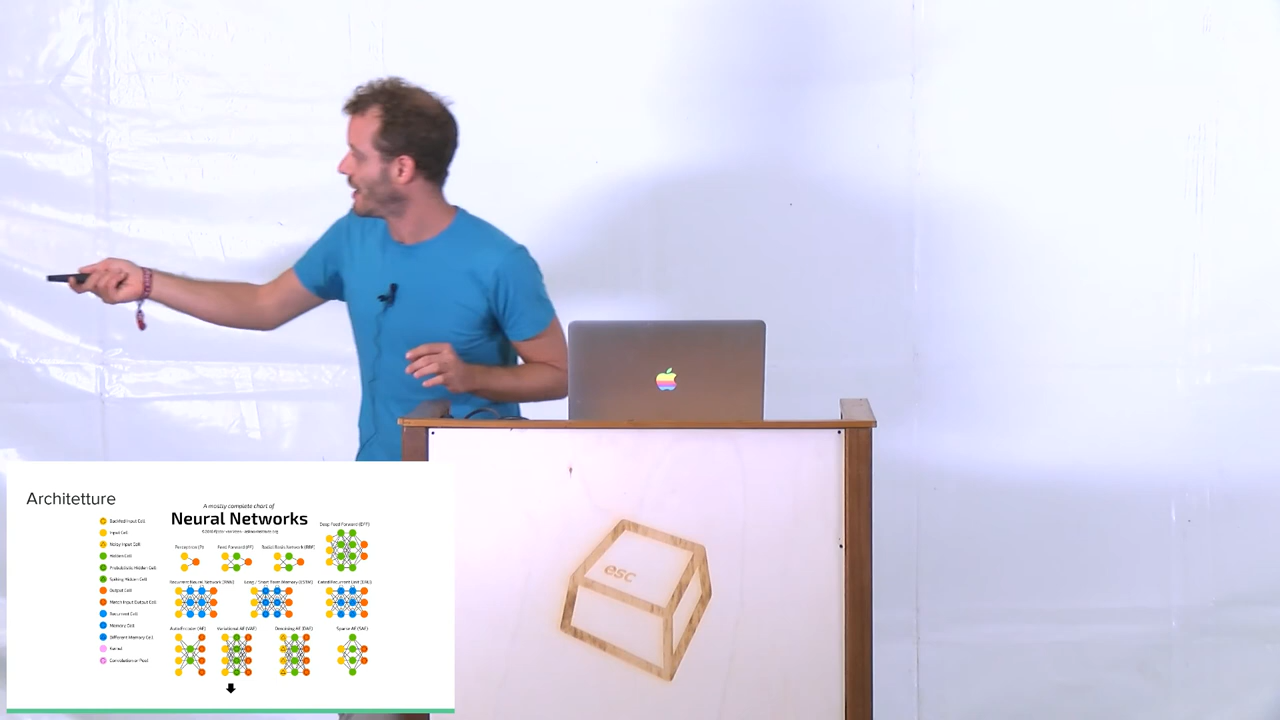 Architetture
A mostly complete chart of
Neural Networks
Deep Feed Forward (DFF)
Backfed Input Cell
Input Cell
Noisy Input Cell
Hidden Cell
Probabilistic Hidden Cell
Spiking Hidden Cell
Output Cell
Match Input Output Cell
Recurrent Cell
Memory Cell
Different Memory Cell
Kernel
Convolution or Pool
Perceptron (P)
Feed Forward (FF)
Radial Basis Network (RBF)
Recurrent Neural Network (RNN)
Long / Short Term Memory (LSTM)
Gated Recurrent Unit (GRU)
Auto Encoder (AE)
Variational AE (VAE)
Denoising AE (DAE)
Sparse AE (SAE)
esc